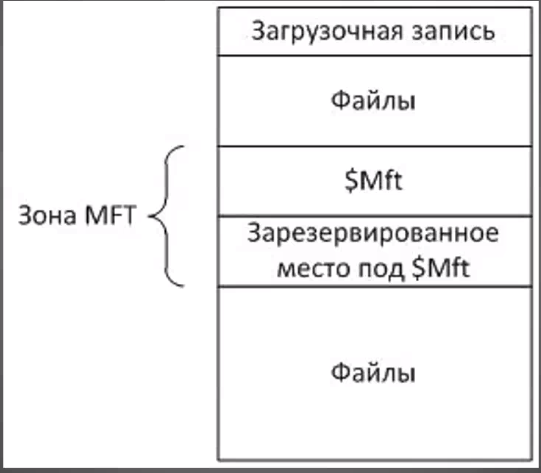 Загрузочная запись
Файлы
$Mft
Зона MFT
Зарезервированное
место под $Mft
Файлы